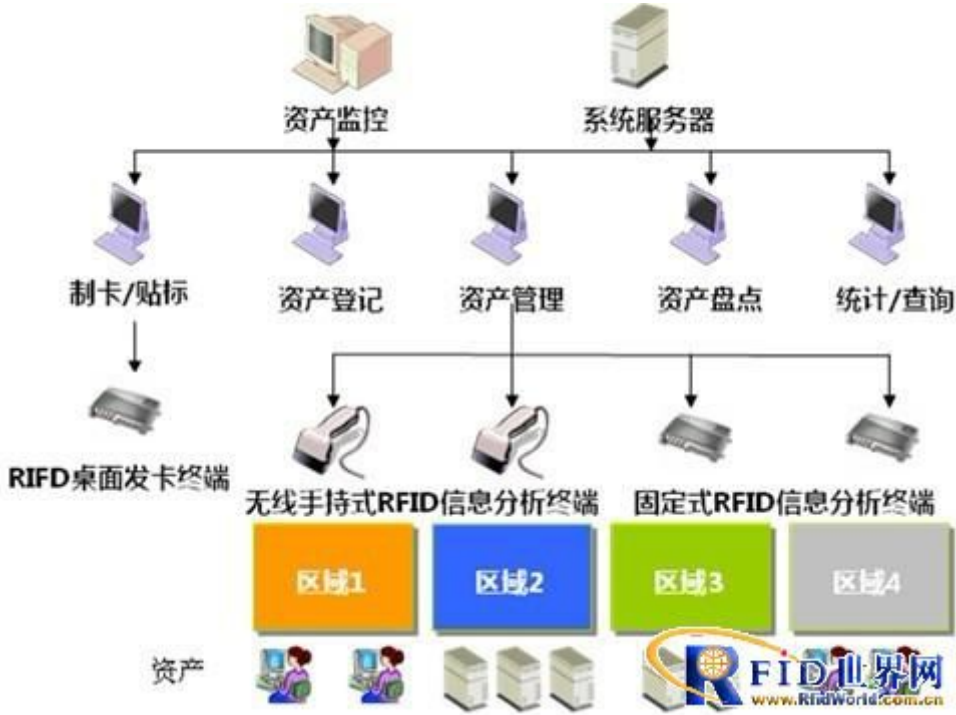 资产监控 系统服务器
制卡/贴标 资产登记 资产管理 资产盘点 统计/查询
RIFD桌面发卡终端
无线手持式RFID信息分析终端 固定式RFID信息分析终端
区域1 区域2 区域3 区域4
资产
RFID世界网
www.RfidWorld.com.cn